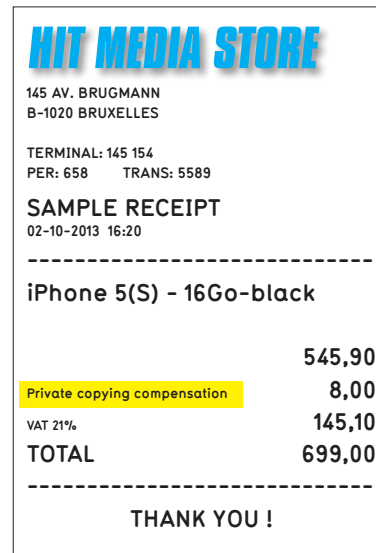 HIT MEDIA STORE
145 AV. BRUGMANN
B-1020 BRUXELLES
TERMINAL: 145 154
PER: 658 TRANS: 5589
SAMPLE RECEIPT
02-10-2013 16:20
------------------------------
iPhone 5(S) - 16Go-black
545,90
Private copying compensation 8,00
VAT 21% 145,10
TOTAL 699,00
------------------------------
THANK YOU !